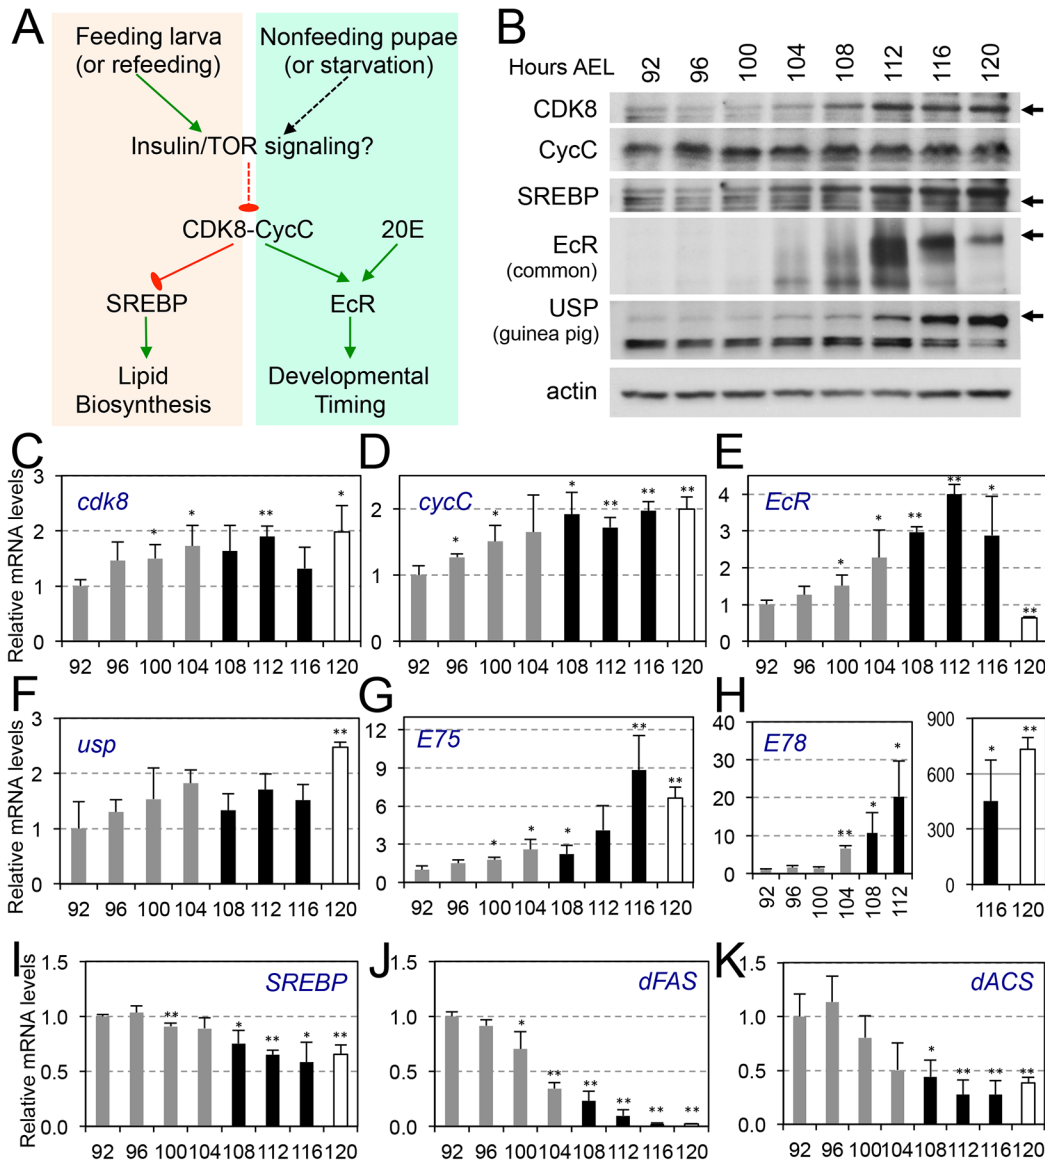 A
Feeding larva
(or refeeding)
Nonfeeding pupae
(or starvation)
Insulin/TOR signaling?
CDK8-CycC
20E
SREBP
EcR
Lipid
Biosynthesis
Developmental
Timing
B
Hours AEL 92 96 100 104 108 112 116 120
CDK8
CycC
SREBP
EcR
(common)
USP
(guinea pig)
actin
C
Relative mRNA levels
cdk8
3
2
1
0
* * ** *
92 96 100 104 108 112 116 120
D
cycC
2
1
0
* * * ** ** **
92 96 100 104 108 112 116 120
E
EcR
4
3
2
1
0
* * ** ** * **
92 96 100 104 108 112 116 120
F
Relative mRNA levels
usp
3
2
1
0
**
92 96 100 104 108 112 116 120
G
E75
12
9
6
3
0
* * * ** **
92 96 100 104 108 112 116 120
H
E78
40
30
20
10
0
** * *
92 96 100 104 108 112
900
600
300
0
* **
116 120
I
Relative mRNA levels
SREBP
1.5
1.0
0.5
0.0
** * ** * **
92 96 100 104 108 112 116 120
J
dFAS
1.5
1.0
0.5
0.0
* ** ** ** ** **
92 96 100 104 108 112 116 120
K
dACS
1.5
1.0
0.5
0.0
* ** ** **
92 96 100 104 108 112 116 120